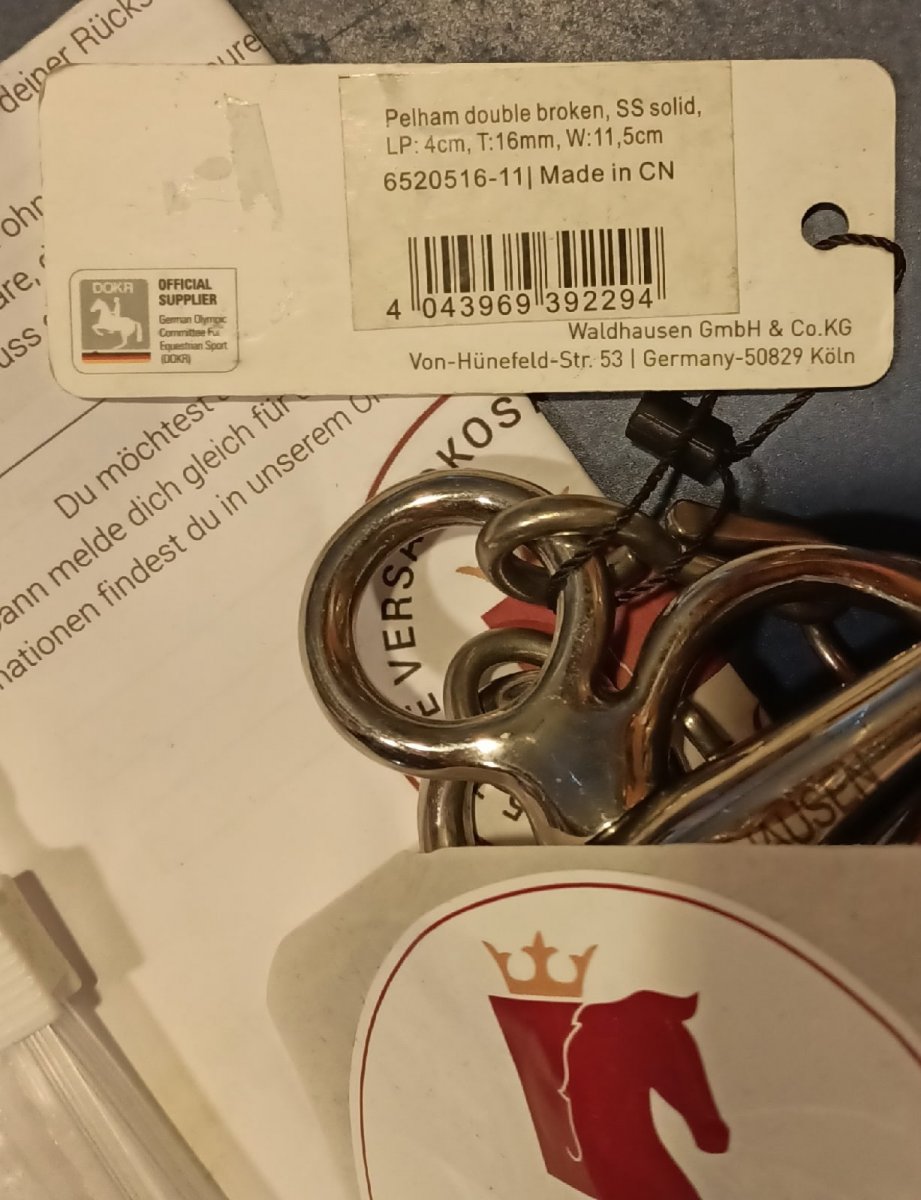 deiner Rücks
Pelham double broken, SS solid,
LP: 4cm, T:16mm, W:11,5cm
6520516-11| Made in CN
4 043969 392294
DOKR
OFFICIAL
SUPPLIER
German Olympic
Committee For
Equestrian Sport
(DOKR)
Waldhausen GmbH & Co.KG
Von-Hünefeld-Str. 53 | Germany-50829 Köln
Du möchtest
melde dich gleich für
findest du in unserem